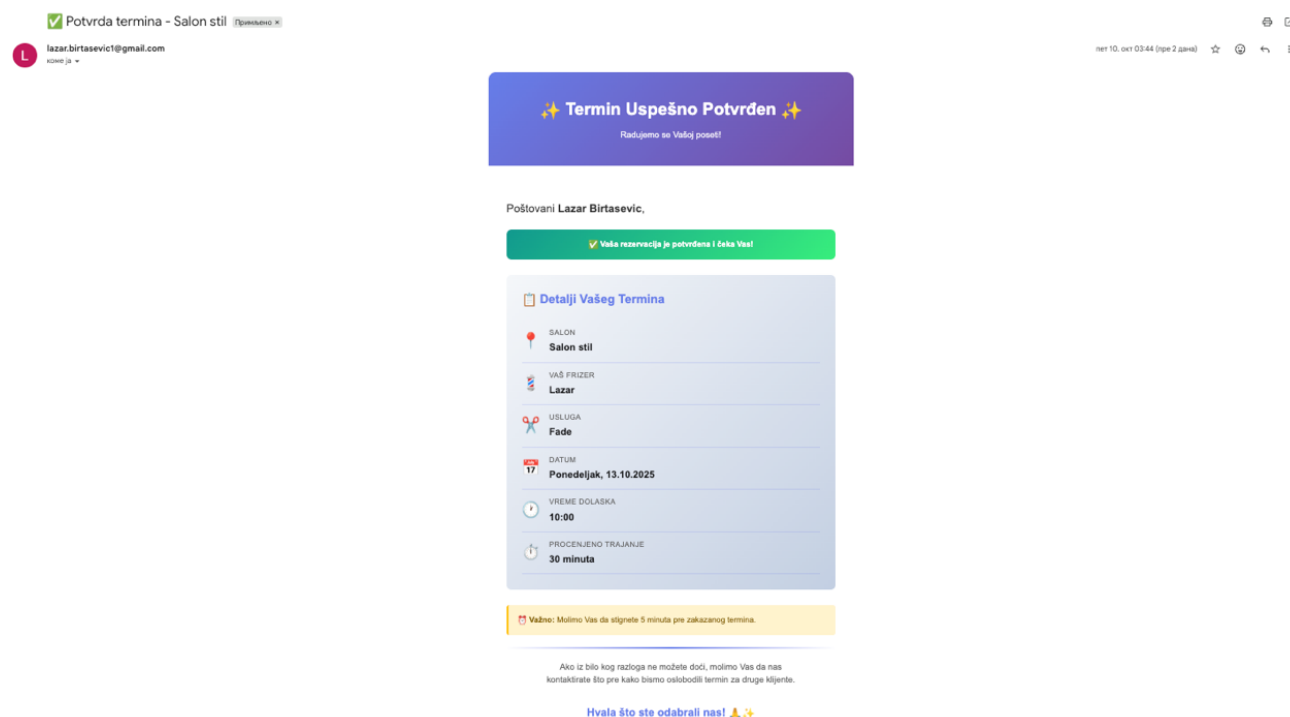 ✅ Potvrda termina - Salon stil Примљено ×
L
lazar.birtasevic1@gmail.com
коме ја
пет 10. окт 03:44 (пре 2 дана)
✨ Termin Uspešno Potvrđen ✨
Radujemo se Vašoj poseti!
Poštovani Lazar Birtasevic,
✅ Vaša rezervacija je potvrđena i čeka Vas!
📋 Detalji Vašeg Termina
SALON
Salon stil
VAŠ FRIZER
Lazar
USLUGA
Fade
DATUM
Ponedeljak, 13.10.2025
VREME DOLASKA
10:00
PROCENJENO TRAJANJE
30 minuta
⏰ Važno: Molimo Vas da stignete 5 minuta pre zakazanog termina.
Ako iz bilo kog razloga ne možete doći, molimo Vas da nas
kontaktirate što pre kako bismo oslobodili termin za druge klijente.
Hvala što ste odabrali nas! 🙏✨